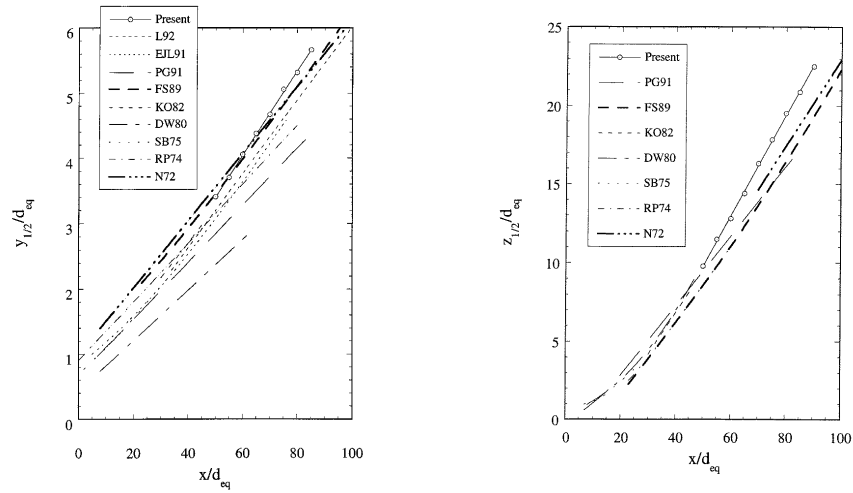 6
5
4
3
2
1
0
y1/2/deq
0 20 40 60 80 100
x/deq
Present
L92
EJL91
PG91
FS89
KO82
DW80
SB75
RP74
N72
25
20
15
10
5
0
z1/2/deq
0 20 40 60 80 100
x/deq
Present
PG91
FS89
KO82
DW80
SB75
RP74
N72